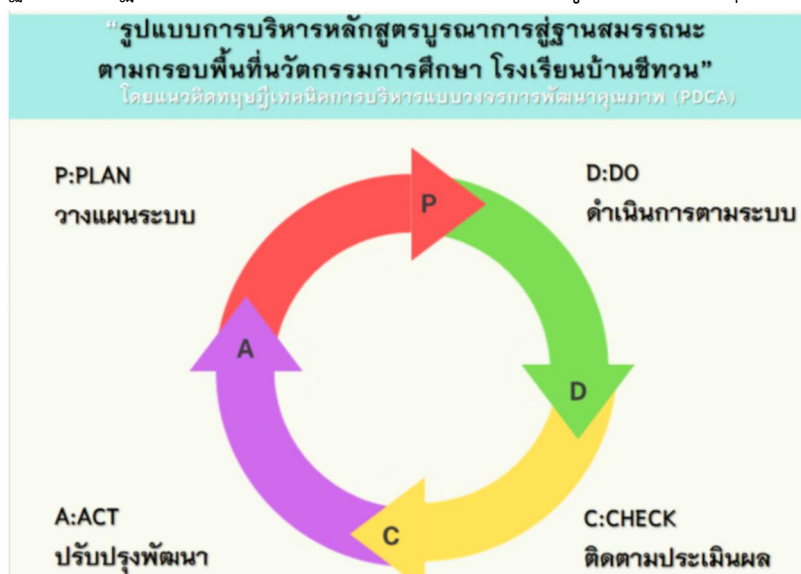 “รูปแบบการบริหารหลักสูตรบูรณาการสู่ฐานสมรรถนะ
ตามกรอบพื้นที่นวัตกรรมการศึกษา โรงเรียนบ้านชีทวน”
โดยแนวคิดทฤษฎีเทคนิคการบริหารแบบวงจรการพัฒนาคุณภาพ (PDCA)
P:PLAN
วางแผนระบบ
D:DO
ดำเนินการตามระบบ
P
A
D
C
A:ACT
ปรับปรุงพัฒนา
C:CHECK
ติดตามประเมินผล